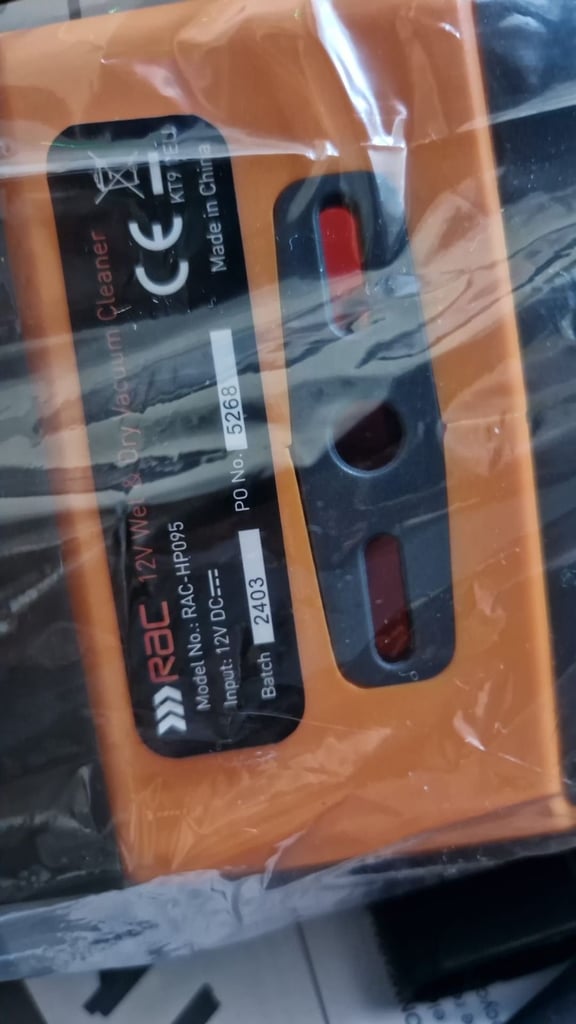 RAC 12V Wet & Dry Vacuum Cleaner
Model No.: RAC-HP095
Input: 12V DC
Batch 2403 PO No. 5268
CE
KT9
Made in China